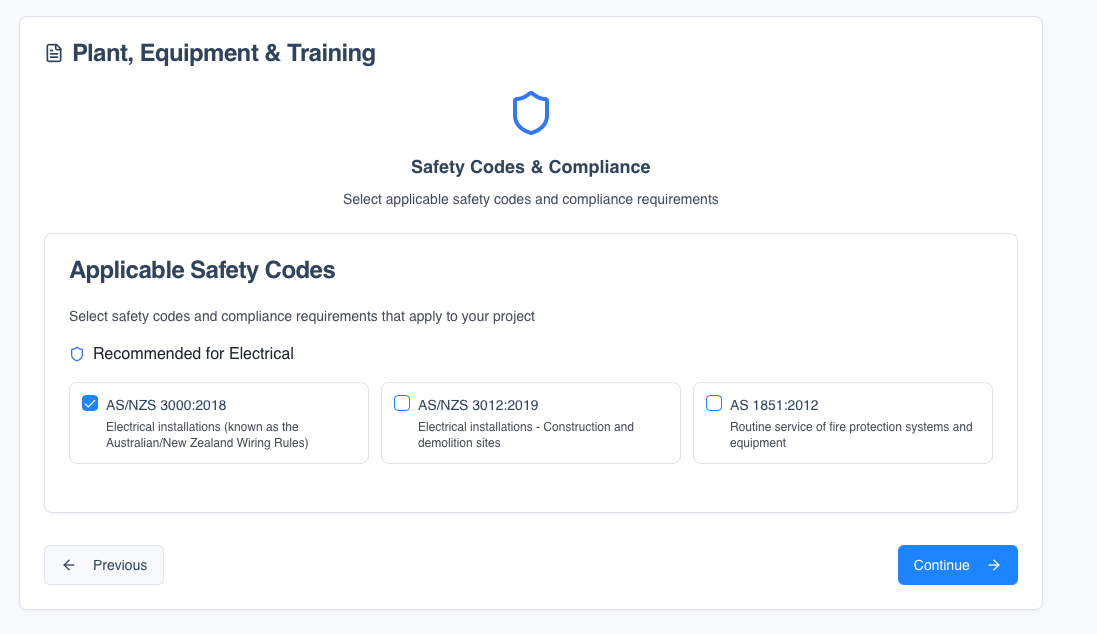 Plant, Equipment & Training
Safety Codes & Compliance
Select applicable safety codes and compliance requirements
Applicable Safety Codes
Select safety codes and compliance requirements that apply to your project
Recommended for Electrical
AS/NZS 3000:2018
Electrical installations (known as the
Australian/New Zealand Wiring Rules)
AS/NZS 3012:2019
Electrical installations - Construction and
demolition sites
AS 1851:2012
Routine service of fire protection systems and
equipment
Previous
Continue